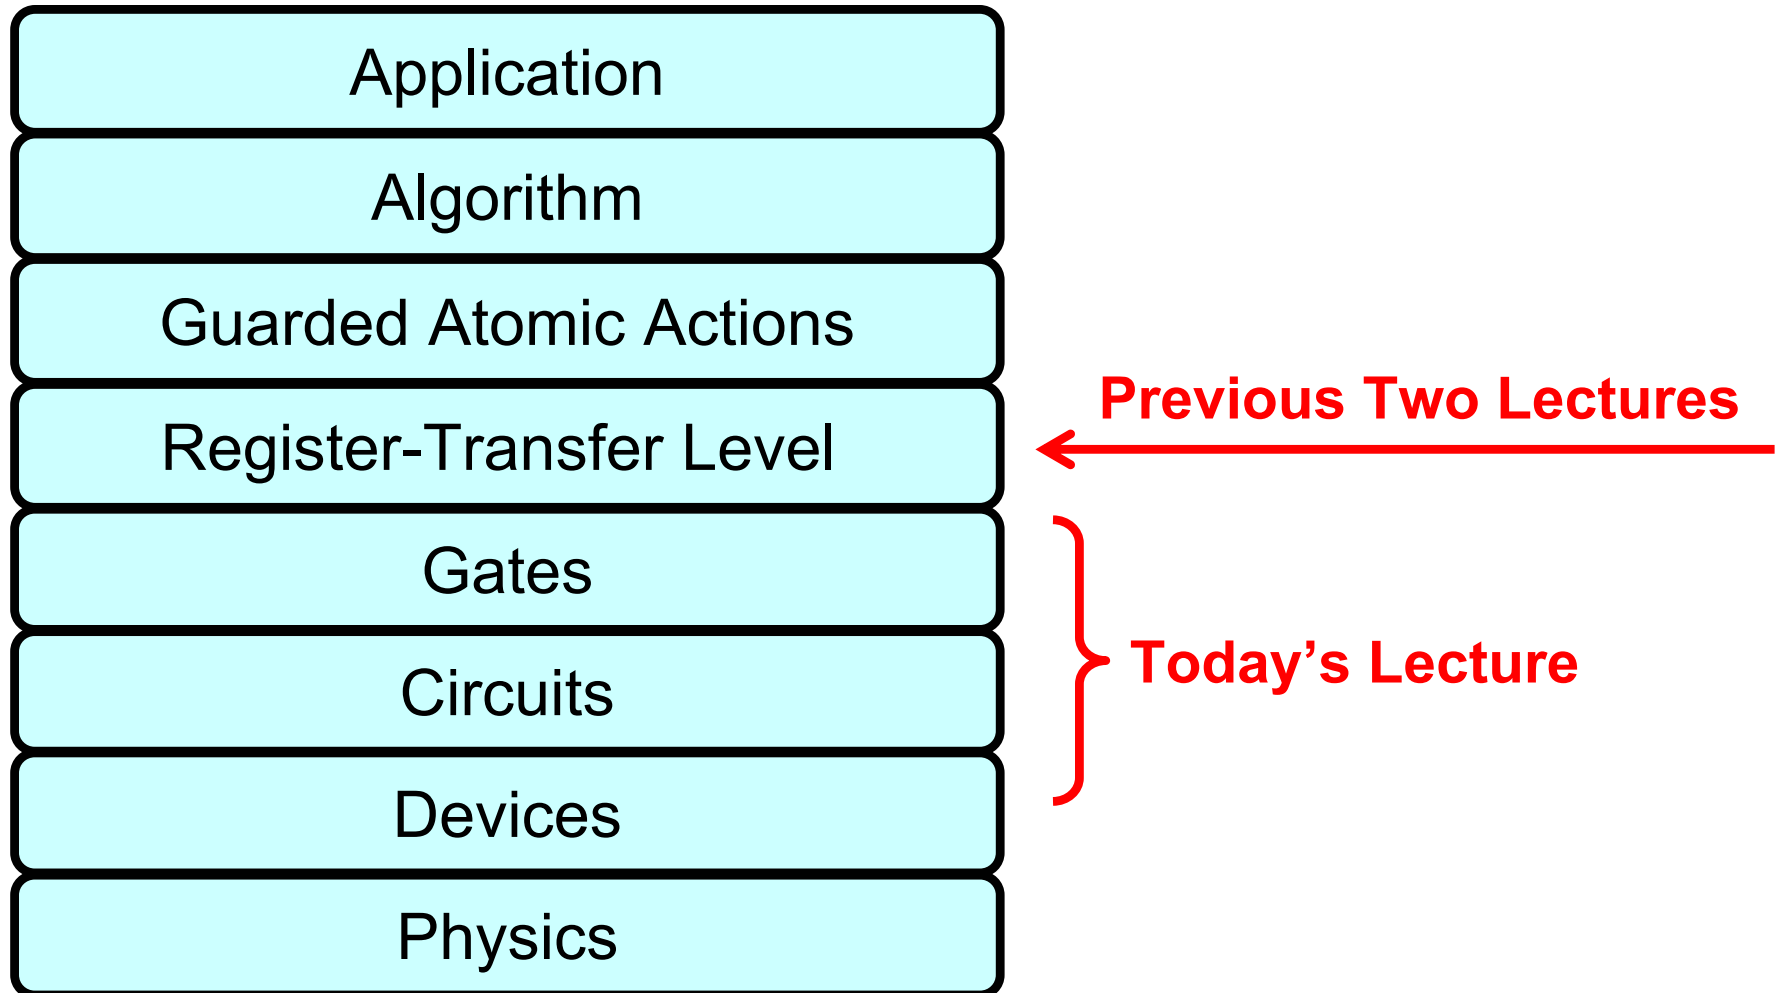 Application
Algorithm
Guarded Atomic Actions
Previous Two Lectures
Register-Transfer Level
Gates
Today’s Lecture
Circuits
Devices
Physics